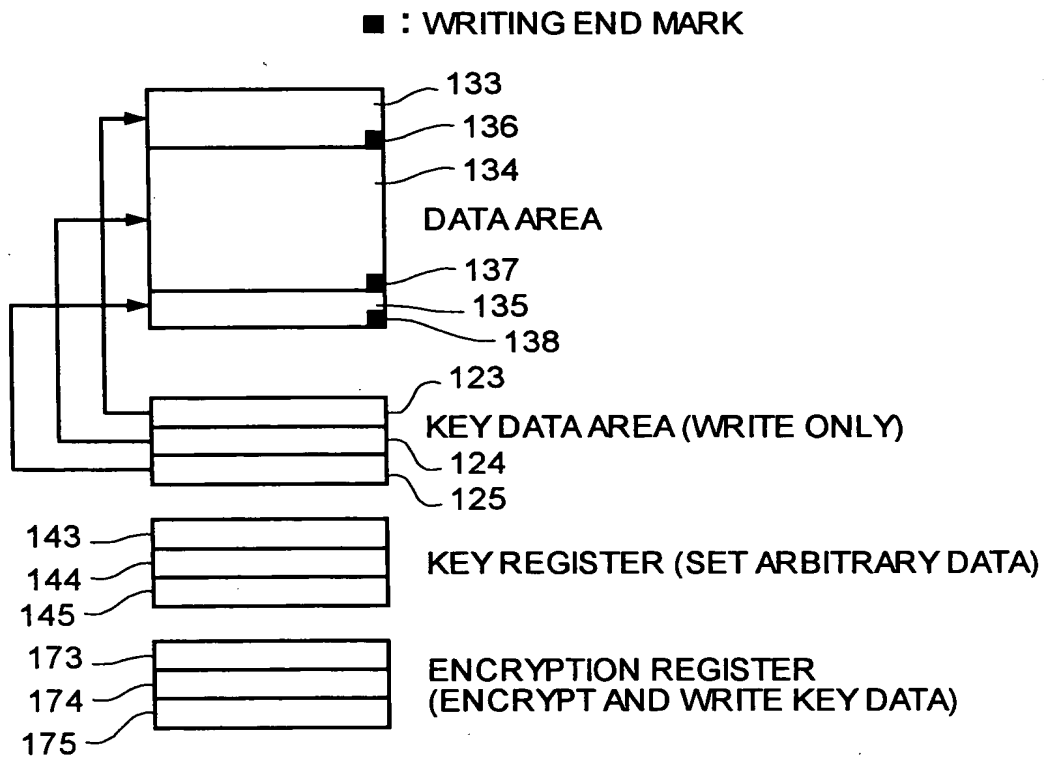 ■ : WRITING END MARK
133
136
134
DATA AREA
137
135
138
123
KEY DATA AREA (WRITE ONLY)
124
125
143
144
145
KEY REGISTER (SET ARBITRARY DATA)
173
174
175
ENCRYPTION REGISTER
(ENCRYPT AND WRITE KEY DATA)